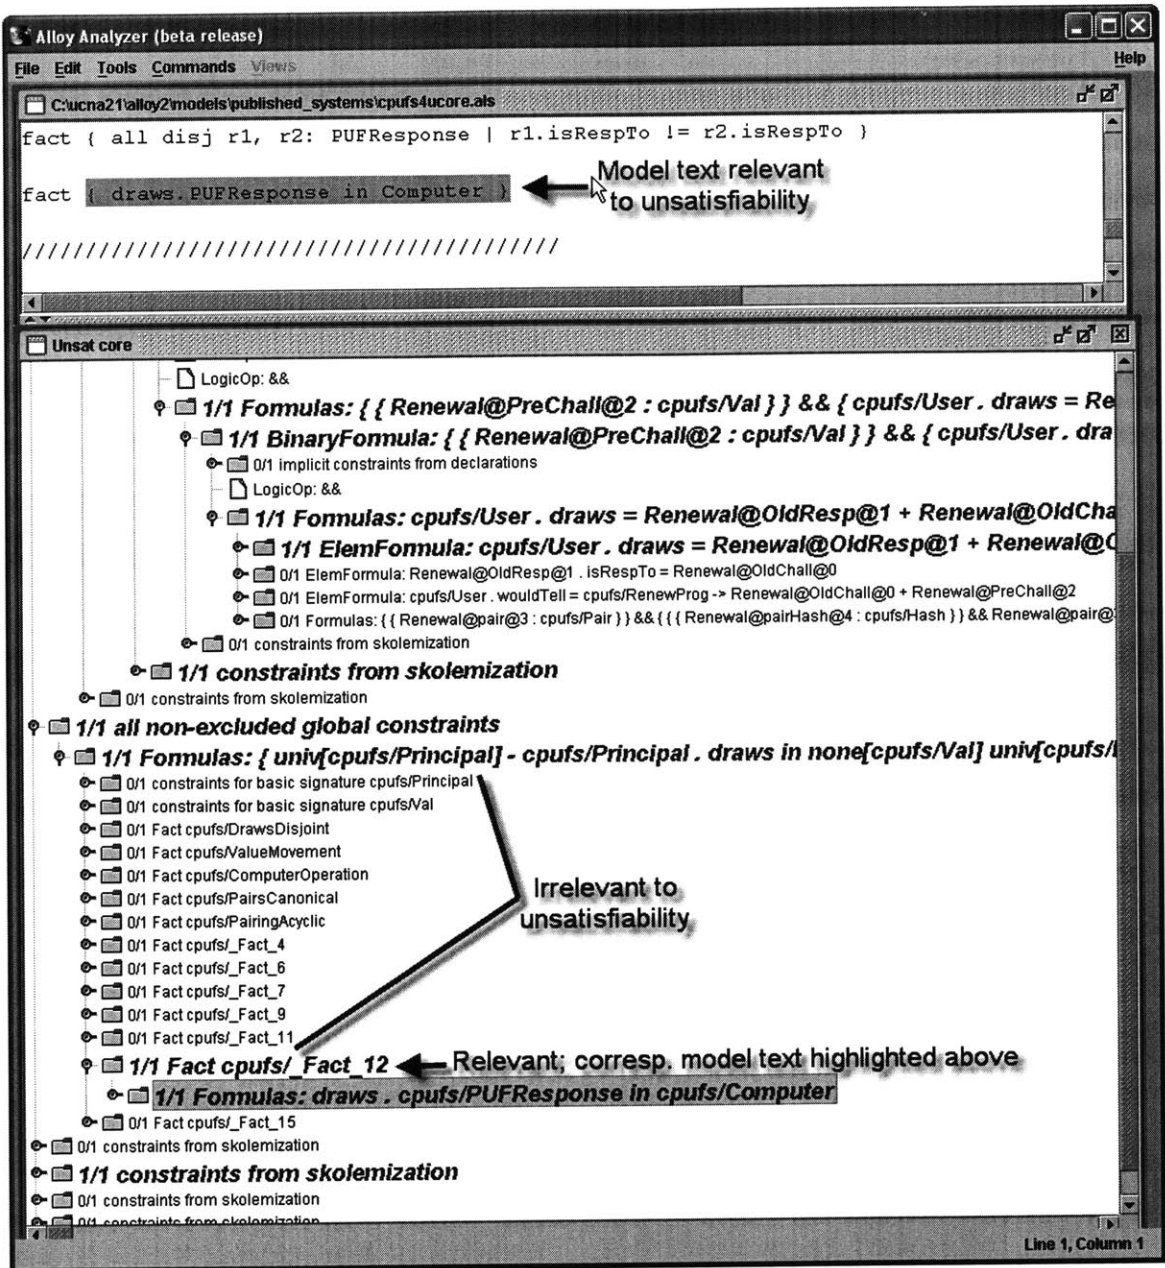 Alloy Analyzer (beta release)
File Edit Tools Commands Views Help
C:\ucna21\alloy2\models\published_systems\cpufs4ucore.als
fact { all disj r1, r2: PUFResponse | r1.isRespTo != r2.isRespTo }
fact { draws.PUFResponse in Computer }
Model text relevant
to unsatisfiability
//////////////////////////////////////////
Unsat core
LogicOp: &&
1/1 Formulas: { { Renewal@PreChall@2 : cpufs/Val } } && { cpufs/User . draws = Re
1/1 BinaryFormula: { { Renewal@PreChall@2 : cpufs/Val } } && { cpufs/User . dra
0/1 implicit constraints from declarations
LogicOp: &&
1/1 Formulas: cpufs/User . draws = Renewal@OldResp@1 + Renewal@OldCha
1/1 ElemFormula: cpufs/User . draws = Renewal@OldResp@1 + Renewal@O
0/1 ElemFormula: Renewal@OldResp@1 . isRespTo = Renewal@OldChall@0
0/1 ElemFormula: cpufs/User . wouldTell = cpufs/RenewProg -> Renewal@OldChall@0 + Renewal@PreChall@2
0/1 Formulas: { { Renewal@pair@3 : cpufs/Pair } } && { { { Renewal@pairHash@4 : cpufs/Hash } } && Renewal@pair@
0/1 constraints from skolemization
1/1 constraints from skolemization
0/1 constraints from skolemization
1/1 all non-excluded global constraints
1/1 Formulas: { univ[cpufs/Principal] - cpufs/Principal . draws in none[cpufs/Val] univ[cpufs/
0/1 constraints for basic signature cpufs/Principal
0/1 constraints for basic signature cpufs/Val
0/1 Fact cpufs/DrawsDisjoint
0/1 Fact cpufs/ValueMovement
0/1 Fact cpufs/ComputerOperation
0/1 Fact cpufs/PairsCanonical
0/1 Fact cpufs/PairingAcyclic
Irrelevant to
unsatisfiability
0/1 Fact cpufs/_Fact_4
0/1 Fact cpufs/_Fact_6
0/1 Fact cpufs/_Fact_7
0/1 Fact cpufs/_Fact_9
0/1 Fact cpufs/_Fact_11
1/1 Fact cpufs/_Fact_12 Relevant; corresp. model text highlighted above
1/1 Formulas: draws . cpufs/PUFResponse in cpufs/Computer
0/1 Fact cpufs/_Fact_15
0/1 constraints from skolemization
1/1 constraints from skolemization
0/1 constraints from skolemization
0/1 constraints from skolemization
Line 1, Column 1